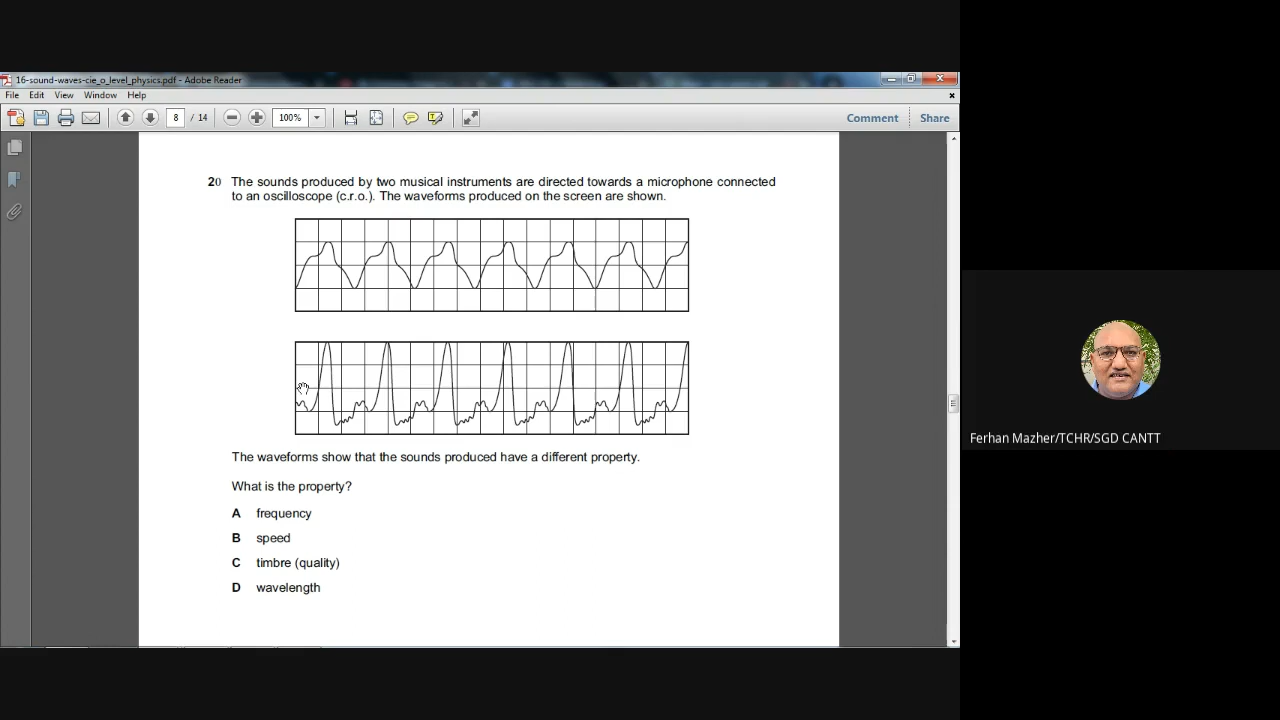 16-sound-waves-cie_o_level_physics.pdf - Adobe Reader
File Edit View Window Help
8 / 14 100% Comment Share
20 The sounds produced by two musical instruments are directed towards a microphone connected
to an oscilloscope (c.r.o.). The waveforms produced on the screen are shown.
The waveforms show that the sounds produced have a different property.
What is the property?
A frequency
B speed
C timbre (quality)
D wavelength
Ferhan Mazher/TCHR/SGD CANTT